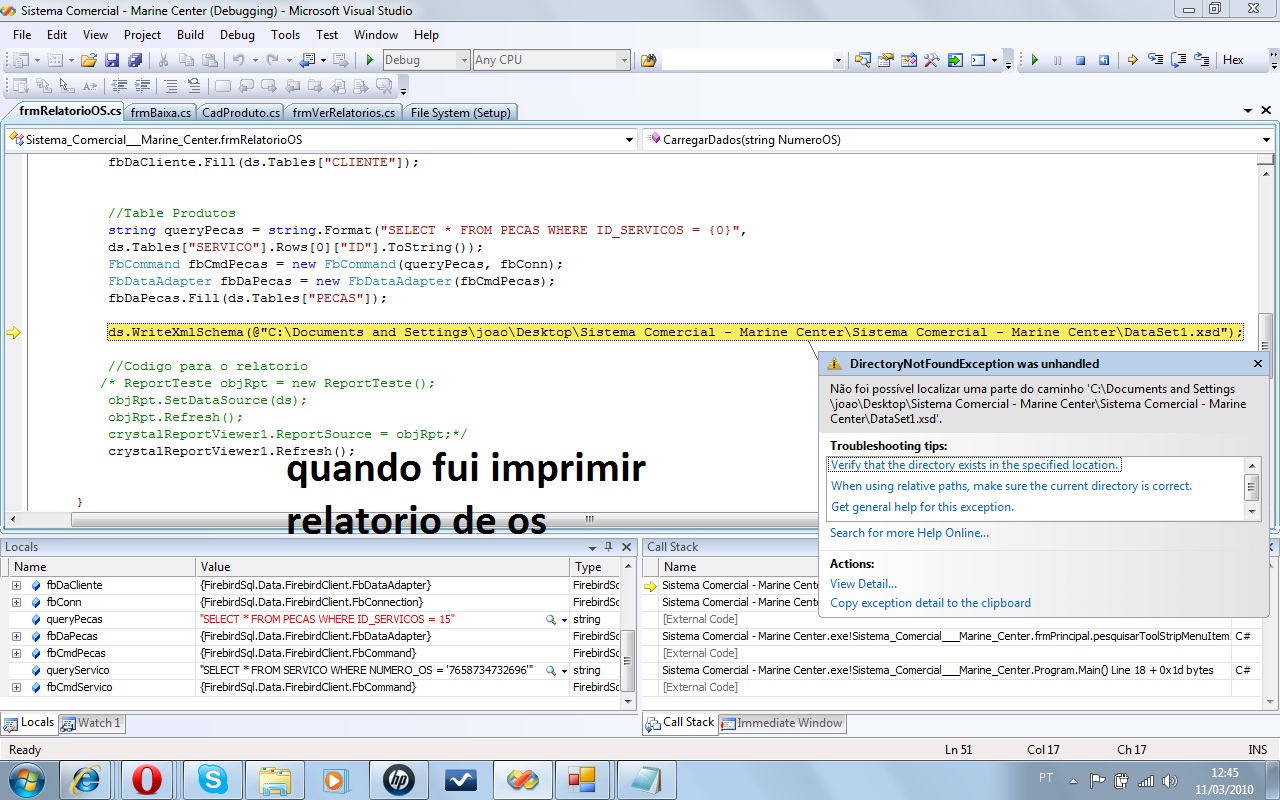 Sistema Comercial - Marine Center (Debugging) - Microsoft Visual Studio
File Edit View Project Build Debug Tools Test Window Help
Debug Any CPU Hex
frmRelatorioOS.cs frmBaixa.cs CadProduto.cs frmVerRelatorios.cs File System (Setup)
Sistema_Comercial___Marine_Center.frmRelatorioOS CarregarDados(string NumeroOS)
fbDaCliente.Fill(ds.Tables["CLIENTE"]);
//Table Produtos
string queryPecas = string.Format("SELECT * FROM PECAS WHERE ID_SERVICOS = {0}",
ds.Tables["SERVICO"].Rows[0]["ID"].ToString());
FbCommand fbCmdPecas = new FbCommand(queryPecas, fbConn);
FbDataAdapter fbDaPecas = new FbDataAdapter(fbCmdPecas);
fbDaPecas.Fill(ds.Tables["PECAS"]);
ds.WriteXmlSchema(@"C:\Documents and Settings\joao\Desktop\Sistema Comercial - Marine Center\Sistema Comercial - Marine Center\DataSet1.xsd");
//Codigo para o relatorio
/* ReportTeste objRpt = new ReportTeste();
objRpt.SetDataSource(ds);
objRpt.Refresh();
crystalReportViewer1.ReportSource = objRpt;*/
crystalReportViewer1.Refresh();
}
quando fui imprimir
relatorio de os
DirectoryNotFoundException was unhandled
Não foi possível localizar uma parte do caminho 'C:\Documents and Settings
\joao\Desktop\Sistema Comercial - Marine Center\Sistema Comercial - Marine
Center\DataSet1.xsd'.
Troubleshooting tips:
Verify that the directory exists in the specified location.
When using relative paths, make sure the current directory is correct.
Get general help for this exception.
Search for more Help Online...
Actions:
View Detail...
Copy exception detail to the clipboard
Locals
Name Value Type
fbDaCliente {FirebirdSql.Data.FirebirdClient.FbDataAdapter} FirebirdSc
fbConn {FirebirdSql.Data.FirebirdClient.FbConnection} FirebirdSc
queryPecas "SELECT * FROM PECAS WHERE ID_SERVICOS = 15" string
fbDaPecas {FirebirdSql.Data.FirebirdClient.FbDataAdapter} FirebirdSc
fbCmdPecas {FirebirdSql.Data.FirebirdClient.FbCommand} FirebirdSc
queryServico "SELECT * FROM SERVICO WHERE NUMERO_OS = '7658734732696'" string
fbCmdServico {FirebirdSql.Data.FirebirdClient.FbCommand} FirebirdSc
Locals Watch 1
Call Stack
Name
Sistema Comercial - Marine Cente
Sistema Comercial - Marine Cente
[External Code]
Sistema Comercial - Marine Center.exe!Sistema_Comercial___Marine_Center.frmPrincipal.pesquisarToolStripMenuItem C#
[External Code]
Sistema Comercial - Marine Center.exe!Sistema_Comercial___Marine_Center.Program.Main() Line 18 + 0x1d bytes C#
[External Code]
Call Stack Immediate Window
Ready Ln 51 Col 17 Ch 17 INS
PT 12:45
11/03/2010